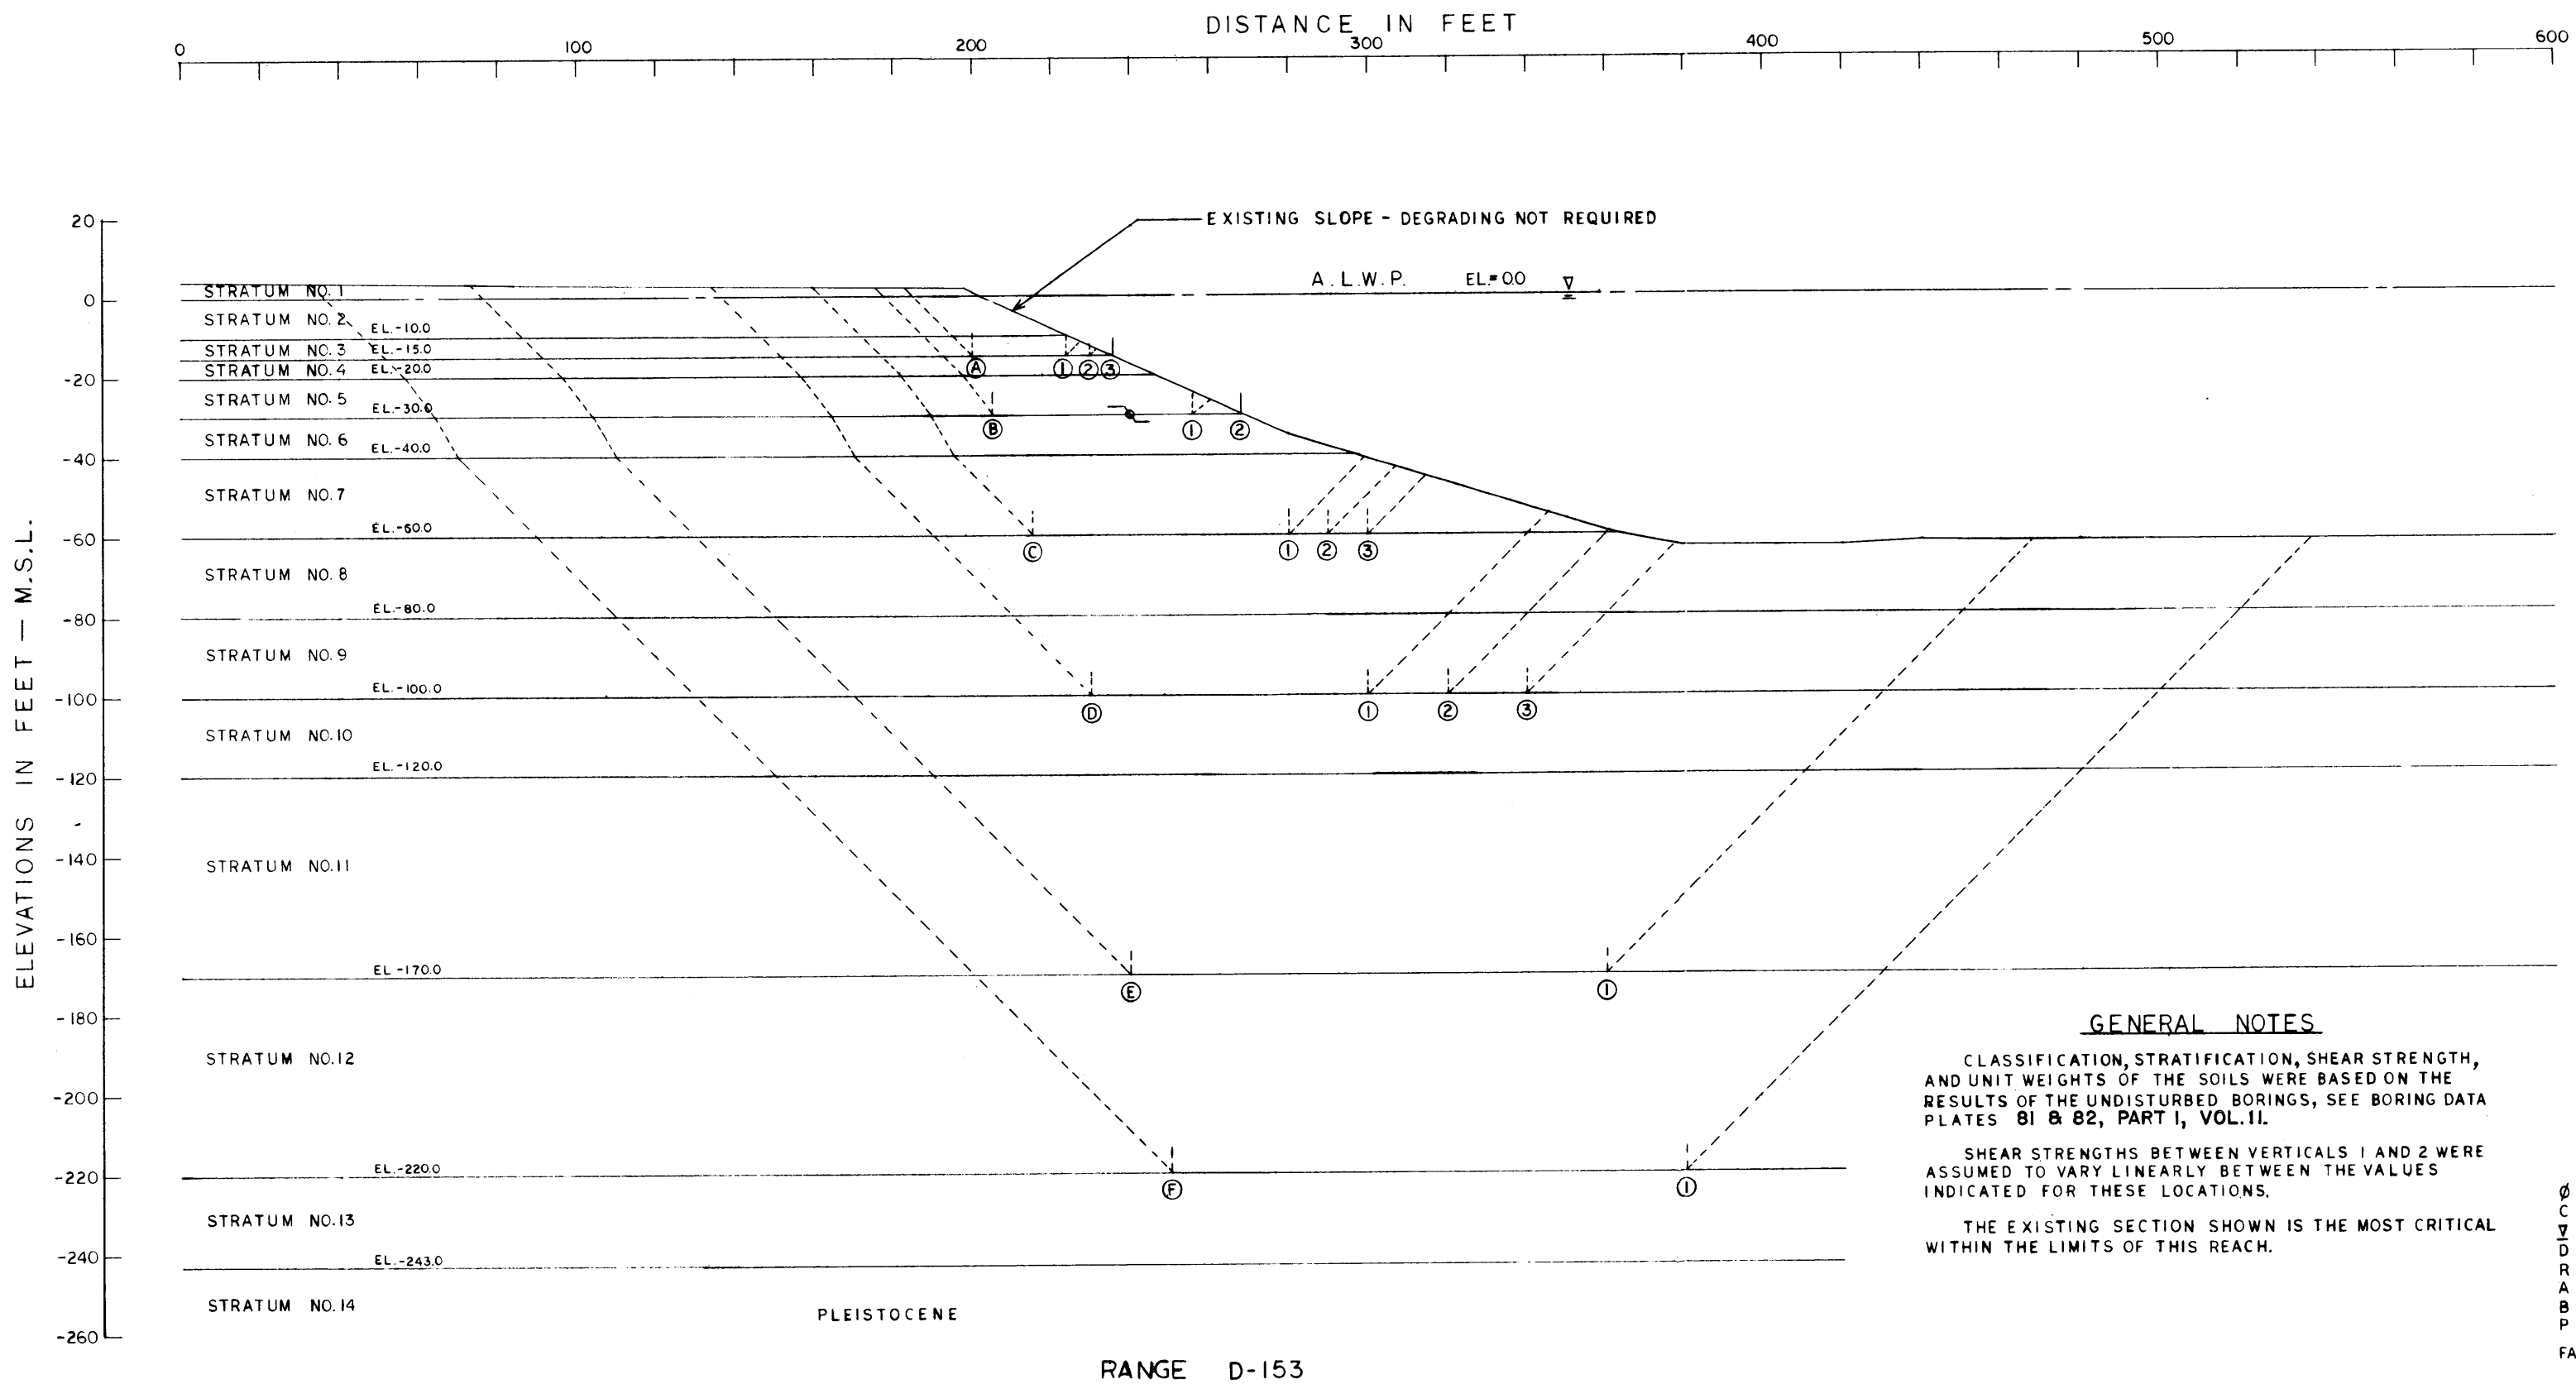 DISTANCE IN FEET
0 100 200 300 400 500 600
ELEVATIONS IN FEET — M.S.L.
20
0
-20
-40
-60
-80
-100
-120
-140
-160
-180
-200
-220
-240
-260
EXISTING SLOPE - DEGRADING NOT REQUIRED
A.L.W.P. EL.= 0.0
STRATUM NO. 1
STRATUM NO. 2
EL.-10.0
STRATUM NO. 3 EL.-15.0
STRATUM NO. 4 EL.-20.0
A 1 2 3
STRATUM NO. 5
EL.-30.0
B 1 2
STRATUM NO. 6
EL.-40.0
STRATUM NO. 7
EL.-60.0
C 1 2 3
STRATUM NO. 8
EL.-80.0
STRATUM NO. 9
EL.-100.0
D 1 2 3
STRATUM NO. 10
EL.-120.0
STRATUM NO. 11
EL -170.0
E 1
STRATUM NO. 12
EL.-220.0
F 1
STRATUM NO. 13
EL.-243.0
STRATUM NO. 14
PLEISTOCENE
RANGE D-153
GENERAL NOTES
CLASSIFICATION, STRATIFICATION, SHEAR STRENGTH,
AND UNIT WEIGHTS OF THE SOILS WERE BASED ON THE
RESULTS OF THE UNDISTURBED BORINGS, SEE BORING DATA
PLATES 81 & 82, PART 1, VOL. 11.
SHEAR STRENGTHS BETWEEN VERTICALS 1 AND 2 WERE
ASSUMED TO VARY LINEARLY BETWEEN THE VALUES
INDICATED FOR THESE LOCATIONS.
THE EXISTING SECTION SHOWN IS THE MOST CRITICAL
WITHIN THE LIMITS OF THIS REACH.
Ø
C
∇
D
R
A
B
P
FA